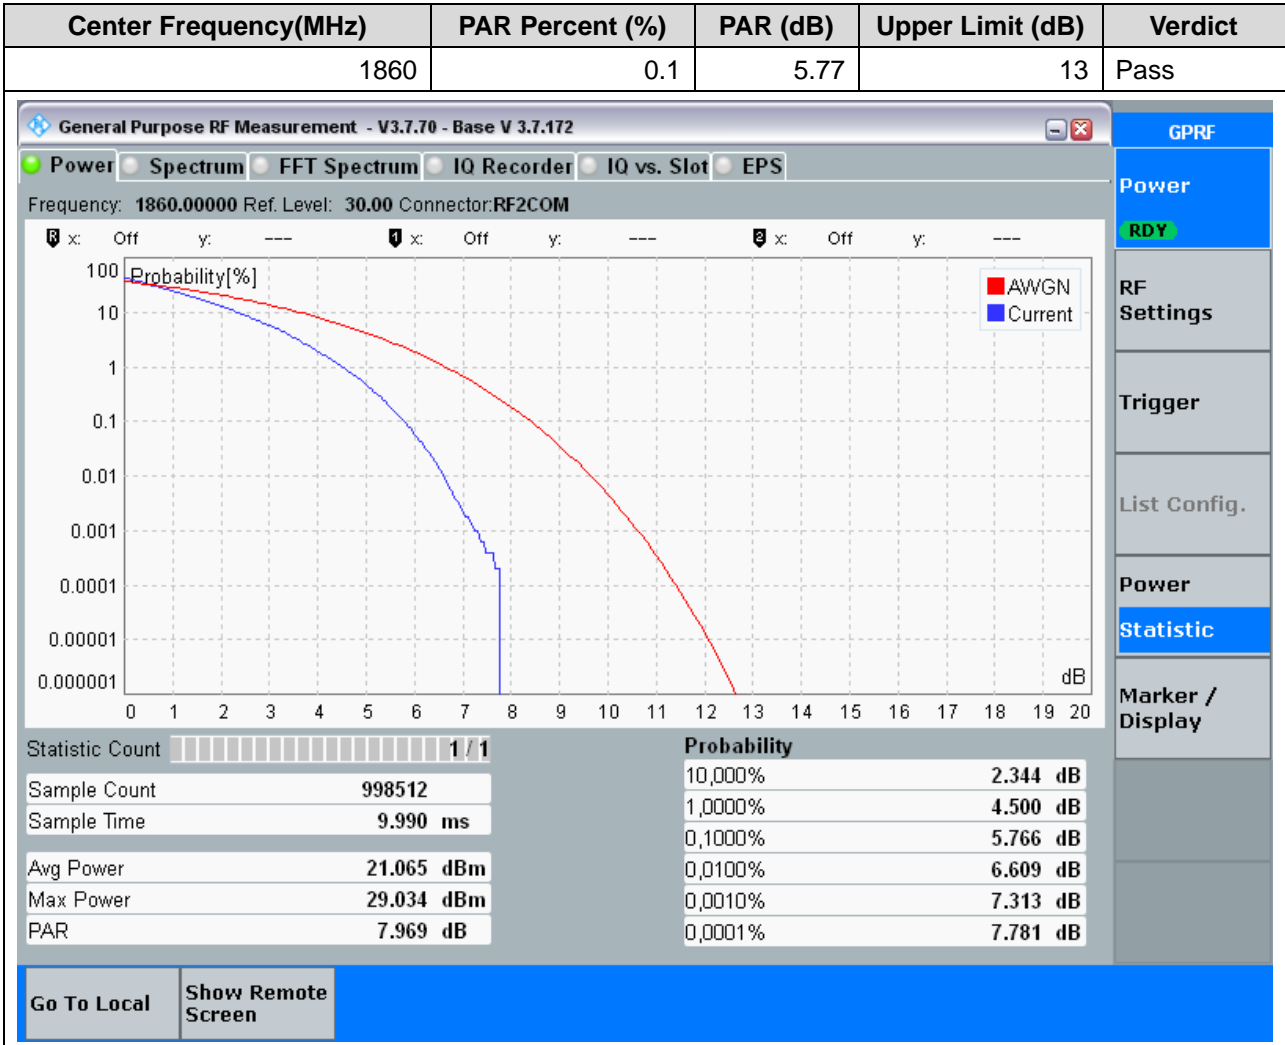 Center Frequency(MHz) PAR Percent (%) PAR (dB) Upper Limit (dB) Verdict
1860 0.1 5.77 13 Pass
General Purpose RF Measurement - V3.7.70 - Base V 3.7.172
GPRF
Power Spectrum FFT Spectrum IQ Recorder IQ vs. Slot EPS
Frequency: 1860.00000 Ref. Level: 30.00 Connector:RF2COM
R x: Off y: --- 1 x: Off y: --- 2 x: Off y: ---
Power
RDY
RF
Settings
Trigger
List Config.
Power
Statistic
Marker /
Display
Probability[%]
AWGN
Current
100
10
1
0.1
0.01
0.001
0.0001
0.00001
0.000001
dB
0 1 2 3 4 5 6 7 8 9 10 11 12 13 14 15 16 17 18 19 20
Statistic Count 1 / 1
Sample Count 998512
Sample Time 9.990 ms
Avg Power 21.065 dBm
Max Power 29.034 dBm
PAR 7.969 dB
Probability
10,000% 2.344 dB
1,0000% 4.500 dB
0,1000% 5.766 dB
0,0100% 6.609 dB
0,0010% 7.313 dB
0,0001% 7.781 dB
Go To Local
Show Remote
Screen